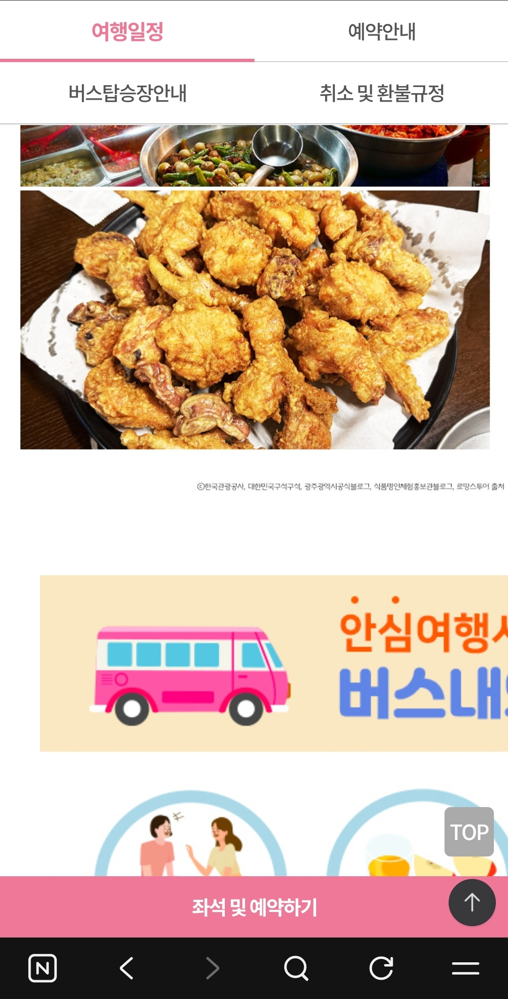 여행일정
예약안내
버스탑승장안내
취소 및 환불규정
ⓒ한국관광공사, 대한민국구석구석, 광주광역시공식블로그, 식품명인체험홍보관블로그, 로망스투어 출처
안심여행
버스내
TOP
좌석 및 예약하기
N